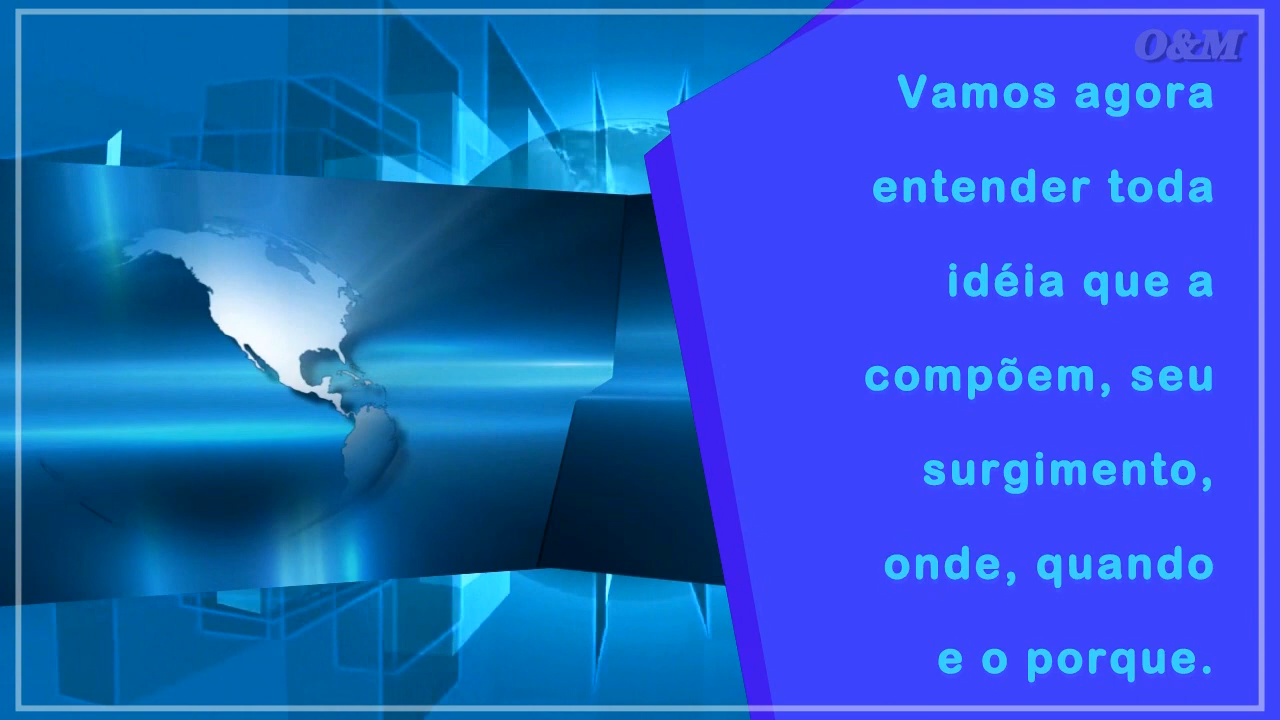 O&M
Vamos agora
entender toda
idéia que a
compõem, seu
surgimento,
onde, quando
e o porque.